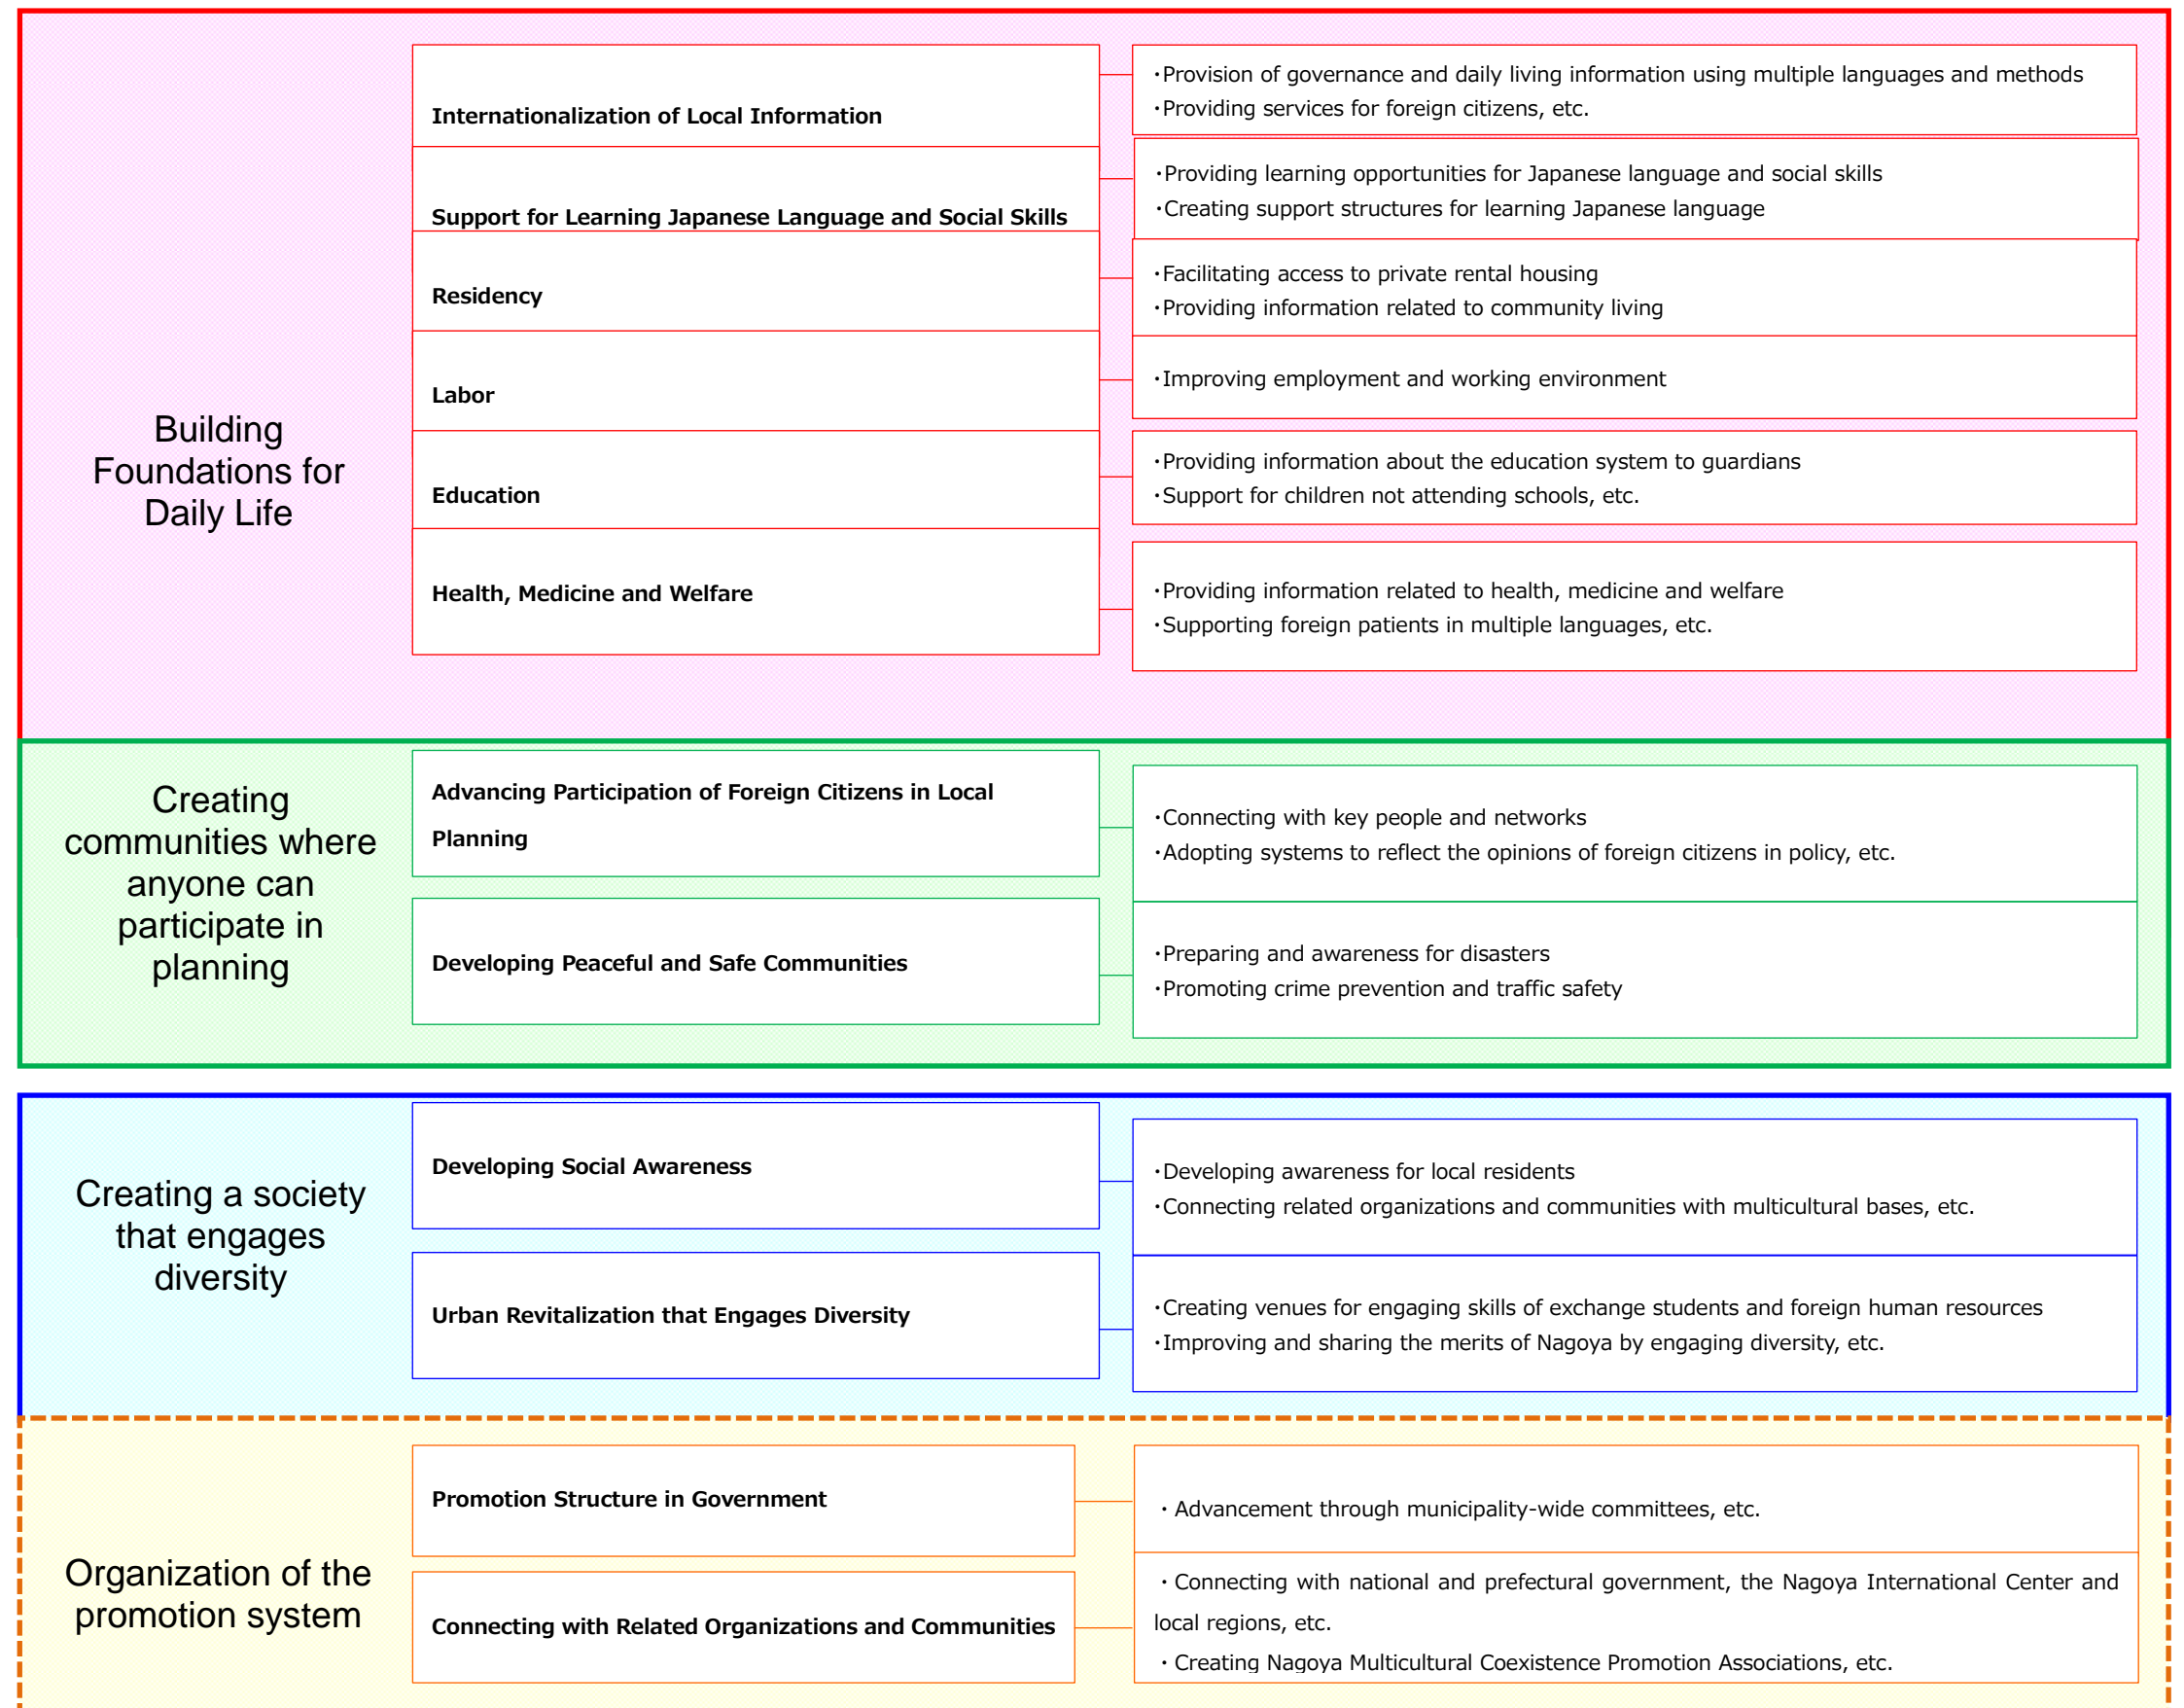 Building
Foundations for
Daily Life
Internationalization of Local Information
・Provision of governance and daily living information using multiple languages and methods
・Providing services for foreign citizens, etc.
Support for Learning Japanese Language and Social Skills
・Providing learning opportunities for Japanese language and social skills
・Creating support structures for learning Japanese language
Residency
・Facilitating access to private rental housing
・Providing information related to community living
Labor
・Improving employment and working environment
Education
・Providing information about the education system to guardians
・Support for children not attending schools, etc.
Health, Medicine and Welfare
・Providing information related to health, medicine and welfare
・Supporting foreign patients in multiple languages, etc.
Creating
communities where
anyone can
participate in
planning
Advancing Participation of Foreign Citizens in Local
Planning
・Connecting with key people and networks
・Adopting systems to reflect the opinions of foreign citizens in policy, etc.
Developing Peaceful and Safe Communities
・Preparing and awareness for disasters
・Promoting crime prevention and traffic safety
Creating a society
that engages
diversity
Developing Social Awareness
・Developing awareness for local residents
・Connecting related organizations and communities with multicultural bases, etc.
Urban Revitalization that Engages Diversity
・Creating venues for engaging skills of exchange students and foreign human resources
・Improving and sharing the merits of Nagoya by engaging diversity, etc.
Organization of the
promotion system
Promotion Structure in Government
・Advancement through municipality-wide committees, etc.
Connecting with Related Organizations and Communities
・Connecting with national and prefectural government, the Nagoya International Center and
local regions, etc.
・Creating Nagoya Multicultural Coexistence Promotion Associations, etc.